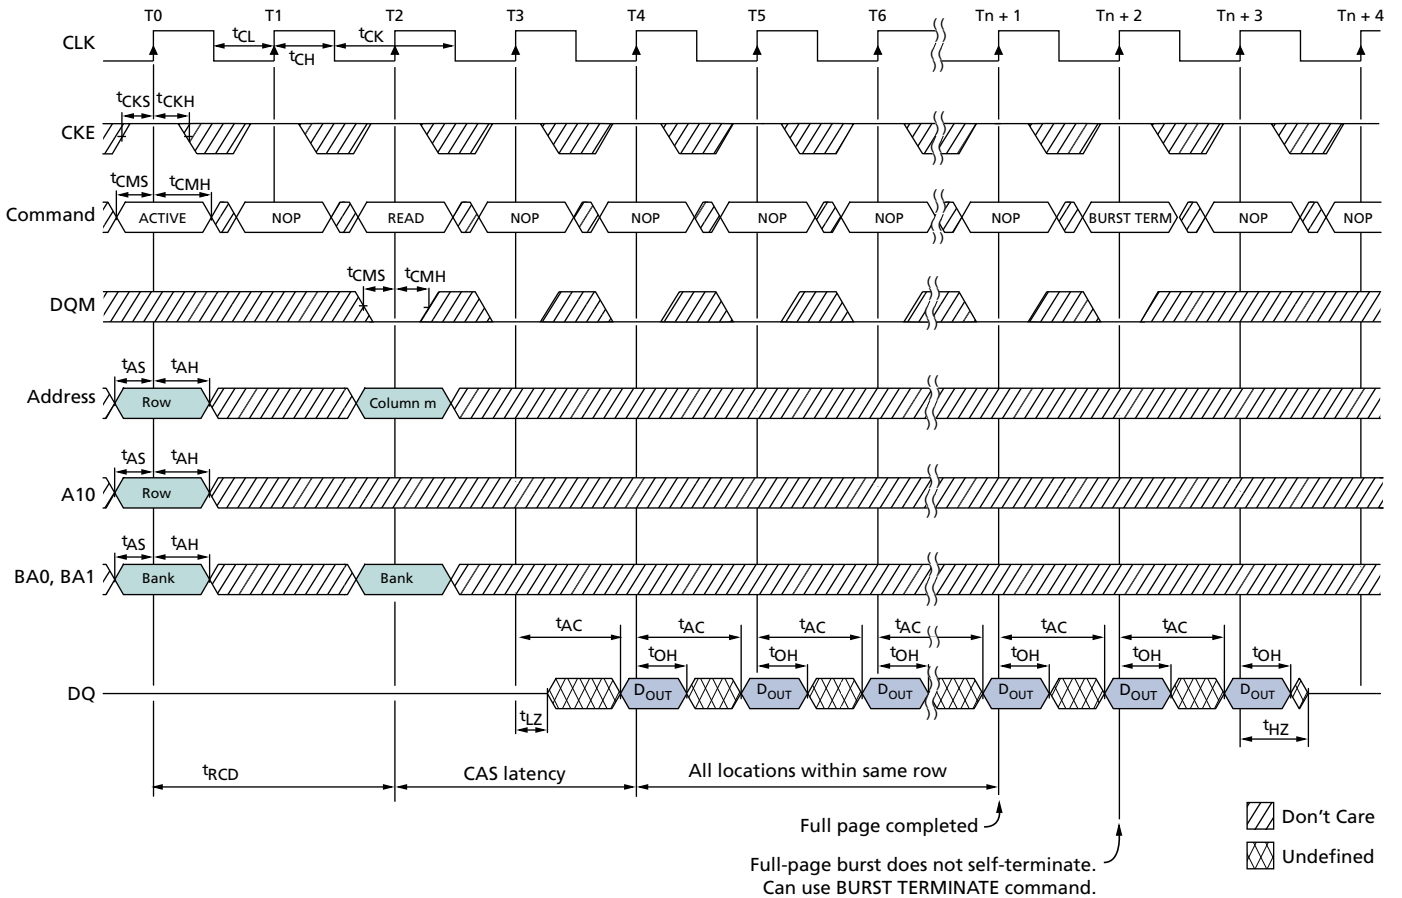 T0 T1 T2 T3 T4 T5 T6 Tn + 1 Tn + 2 Tn + 3 Tn + 4
CLK tCL tCH tCK
tCKS tCKH
CKE
tCMS tCMH
Command ACTIVE NOP READ NOP NOP NOP NOP NOP BURST TERM NOP NOP
tCMS tCMH
DQM
tAS tAH
Address Row Column m
tAS tAH
A10 Row
tAS tAH
BA0, BA1 Bank Bank
tAC tAC tAC tAC tAC tAC
tOH tOH tOH tOH tOH tOH
DQ DOUT DOUT DOUT DOUT DOUT DOUT
tLZ tHZ
tRCD CAS latency All locations within same row
Full page completed
Full-page burst does not self-terminate.
Can use BURST TERMINATE command.
Don't Care
Undefined